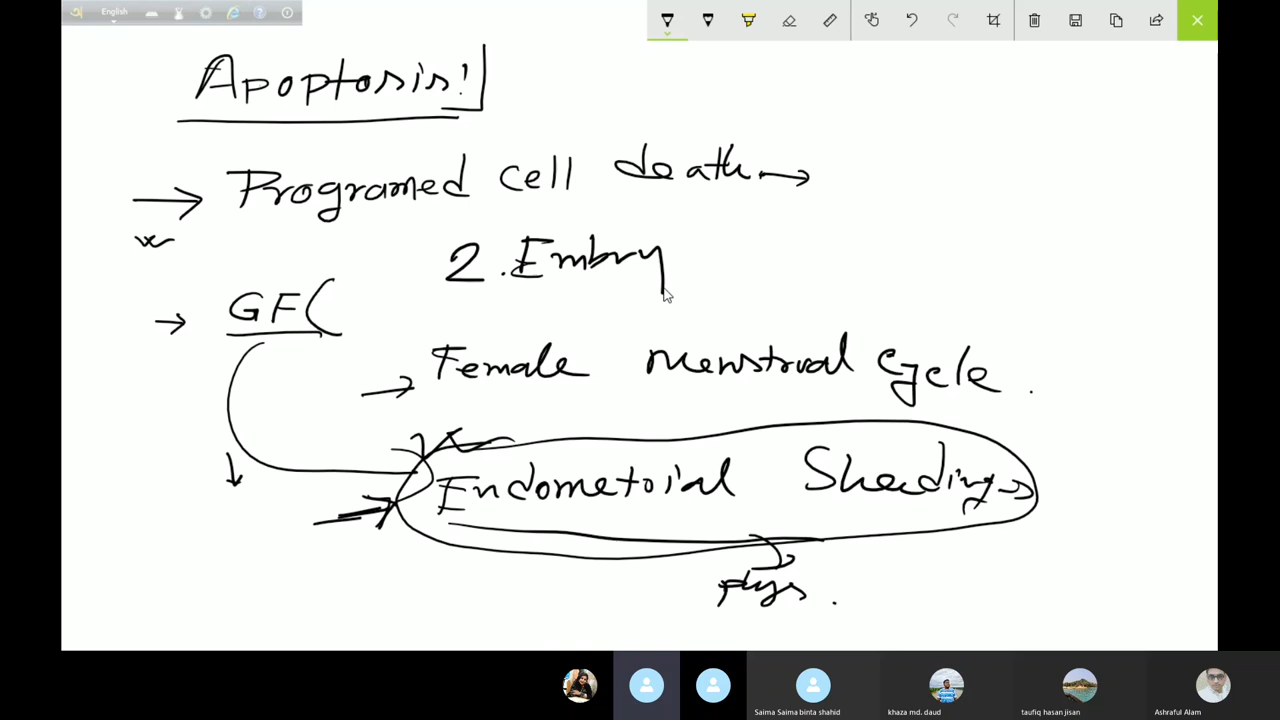 English
Apoptosis:
→ Programed cell death →
2. Embry
→ GF(
→ Female menstrual cycle.
Endometrial Sheading
phys.
Saima Saima binta shahid
khaza md. daud
taufiq hasan jisan
Ashraful Alam